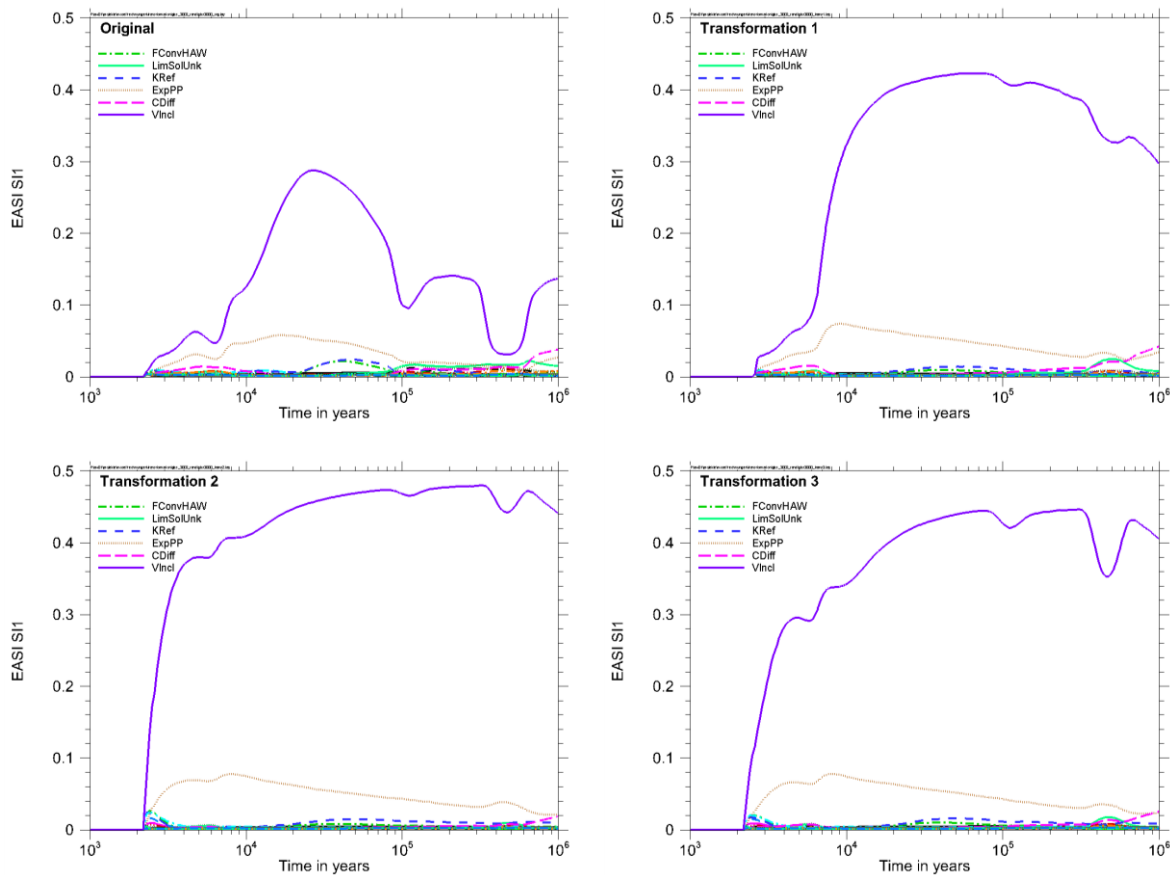 Original
FConvHAW
LimSolUnk
KRef
ExpPP
CDiff
VIncl
EASI SI1
0.5
0.4
0.3
0.2
0.1
0
10³
10⁴
10⁵
10⁶
Time in years
Transformation 1
FConvHAW
LimSolUnk
KRef
ExpPP
CDiff
VIncl
EASI SI1
0.5
0.4
0.3
0.2
0.1
0
10³
10⁴
10⁵
10⁶
Time in years
Transformation 2
FConvHAW
LimSolUnk
KRef
ExpPP
CDiff
VIncl
EASI SI1
0.5
0.4
0.3
0.2
0.1
0
10³
10⁴
10⁵
10⁶
Time in years
Transformation 3
FConvHAW
LimSolUnk
KRef
ExpPP
CDiff
VIncl
EASI SI1
0.5
0.4
0.3
0.2
0.1
0
10³
10⁴
10⁵
10⁶
Time in years